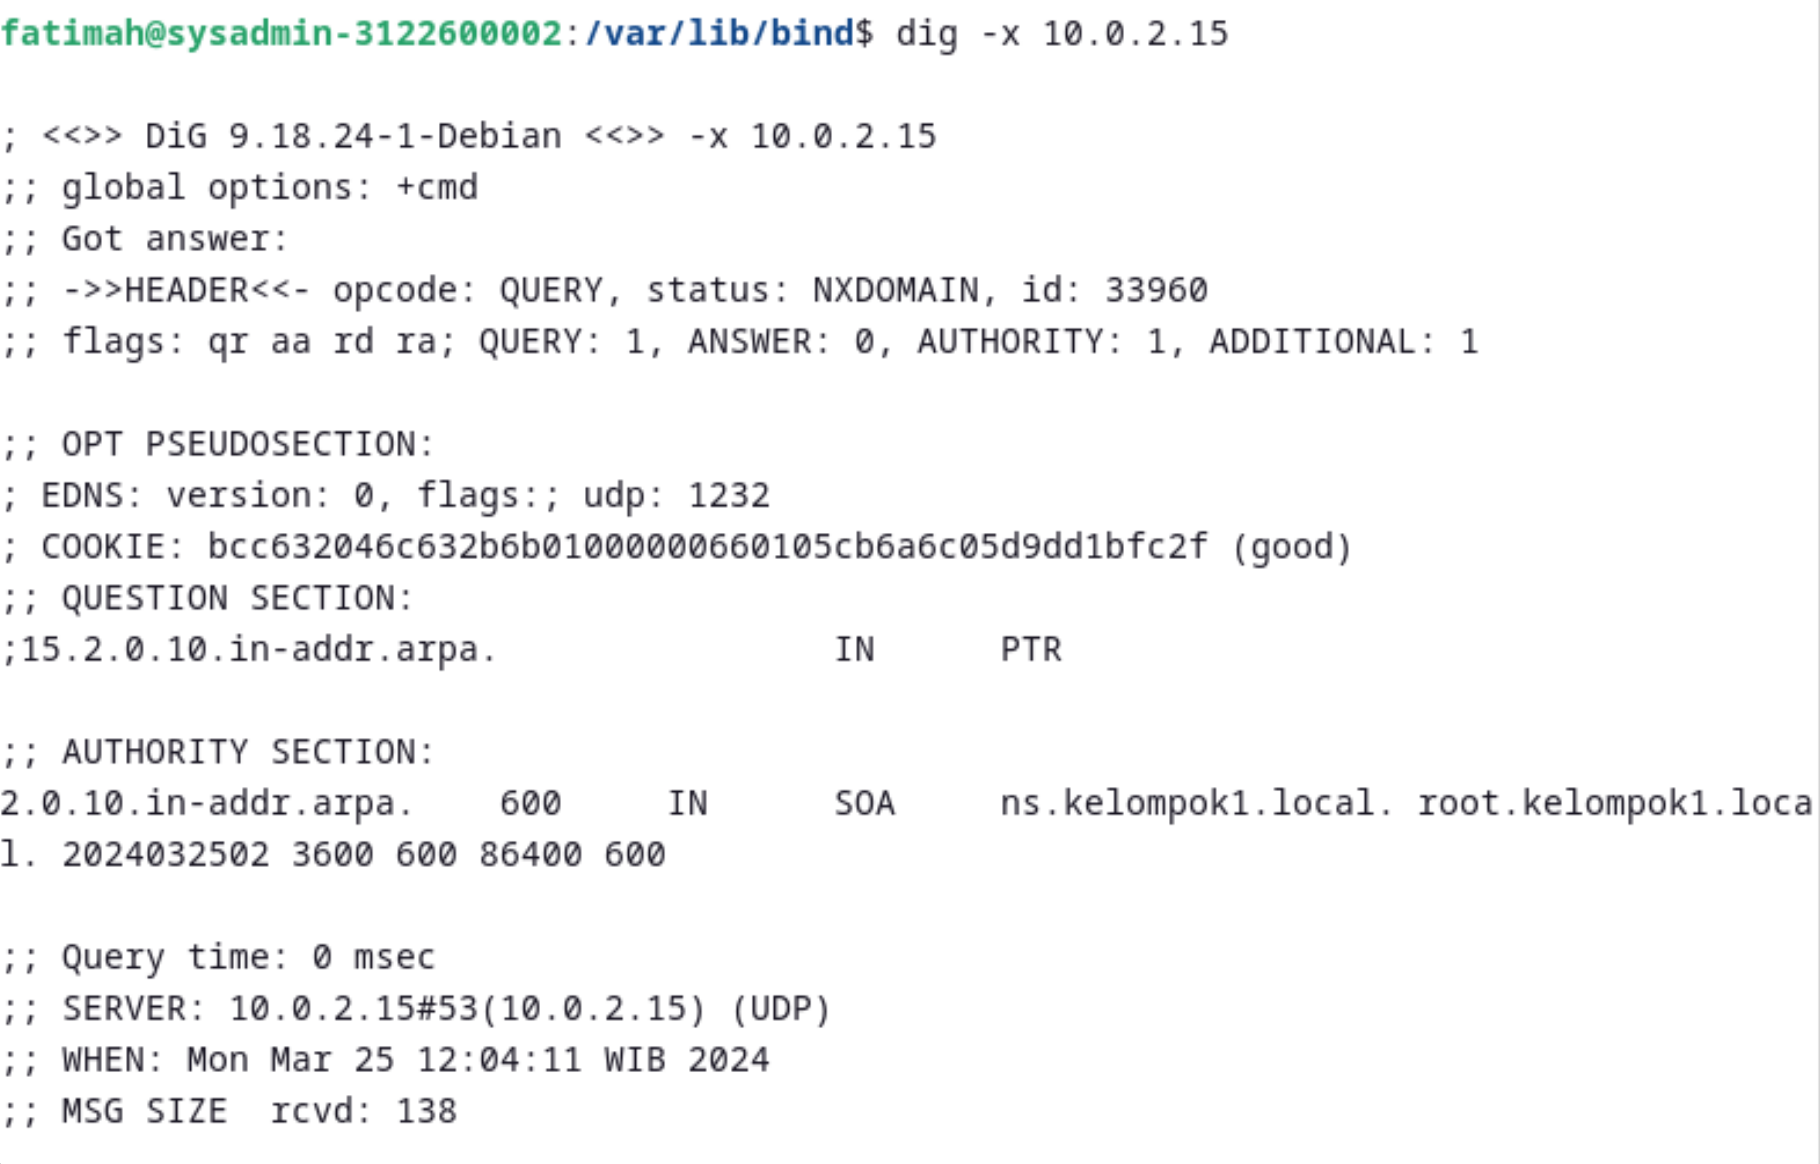 fatimah@sysadmin-3122600002:/var/lib/bind$ dig -x 10.0.2.15
; <<>> DiG 9.18.24-1-Debian <<>> -x 10.0.2.15
;; global options: +cmd
;; Got answer:
;; ->>HEADER<<- opcode: QUERY, status: NXDOMAIN, id: 33960
;; flags: qr aa rd ra; QUERY: 1, ANSWER: 0, AUTHORITY: 1, ADDITIONAL: 1
;; OPT PSEUDOSECTION:
; EDNS: version: 0, flags:; udp: 1232
; COOKIE: bcc632046c632b6b01000000660105cb6a6c05d9dd1bfc2f (good)
;; QUESTION SECTION:
;15.2.0.10.in-addr.arpa. IN PTR
;; AUTHORITY SECTION:
2.0.10.in-addr.arpa. 600 IN SOA ns.kelompok1.local. root.kelompok1.loca
l. 2024032502 3600 600 86400 600
;; Query time: 0 msec
;; SERVER: 10.0.2.15#53(10.0.2.15) (UDP)
;; WHEN: Mon Mar 25 12:04:11 WIB 2024
;; MSG SIZE  rcvd: 138